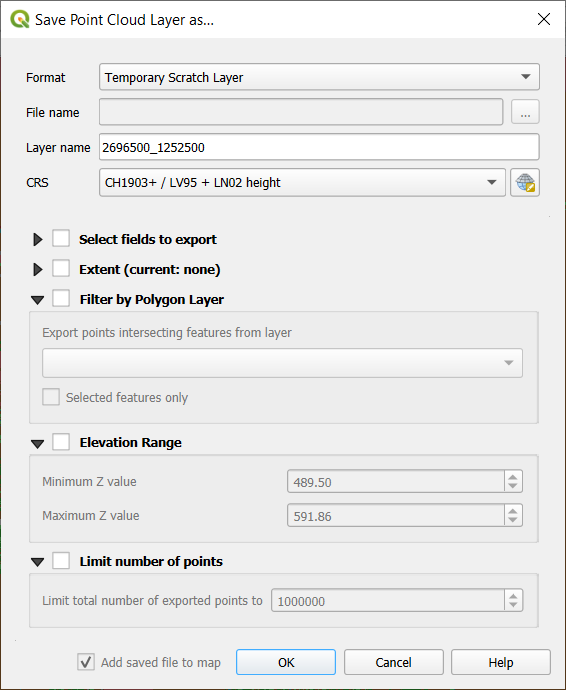 Save Point Cloud Layer as...
Format Temporary Scratch Layer
File name ...
Layer name 2696500_1252500
CRS CH1903+ / LV95 + LN02 height
Select fields to export
Extent (current: none)
Filter by Polygon Layer
Export points intersecting features from layer
Selected features only
Elevation Range
Minimum Z value 489.50
Maximum Z value 591.86
Limit number of points
Limit total number of exported points to 1000000
Add saved file to map OK Cancel Help